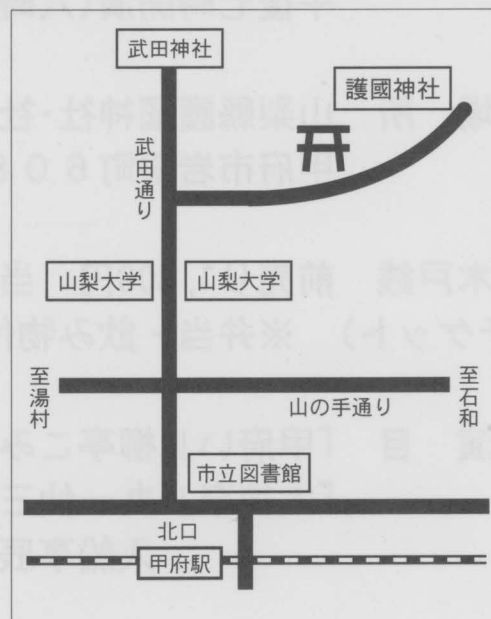 武田神社
護國神社
武田通り
山梨大学
山梨大学
至湯村
至石和
山の手通り
市立図書館
北口
甲府駅